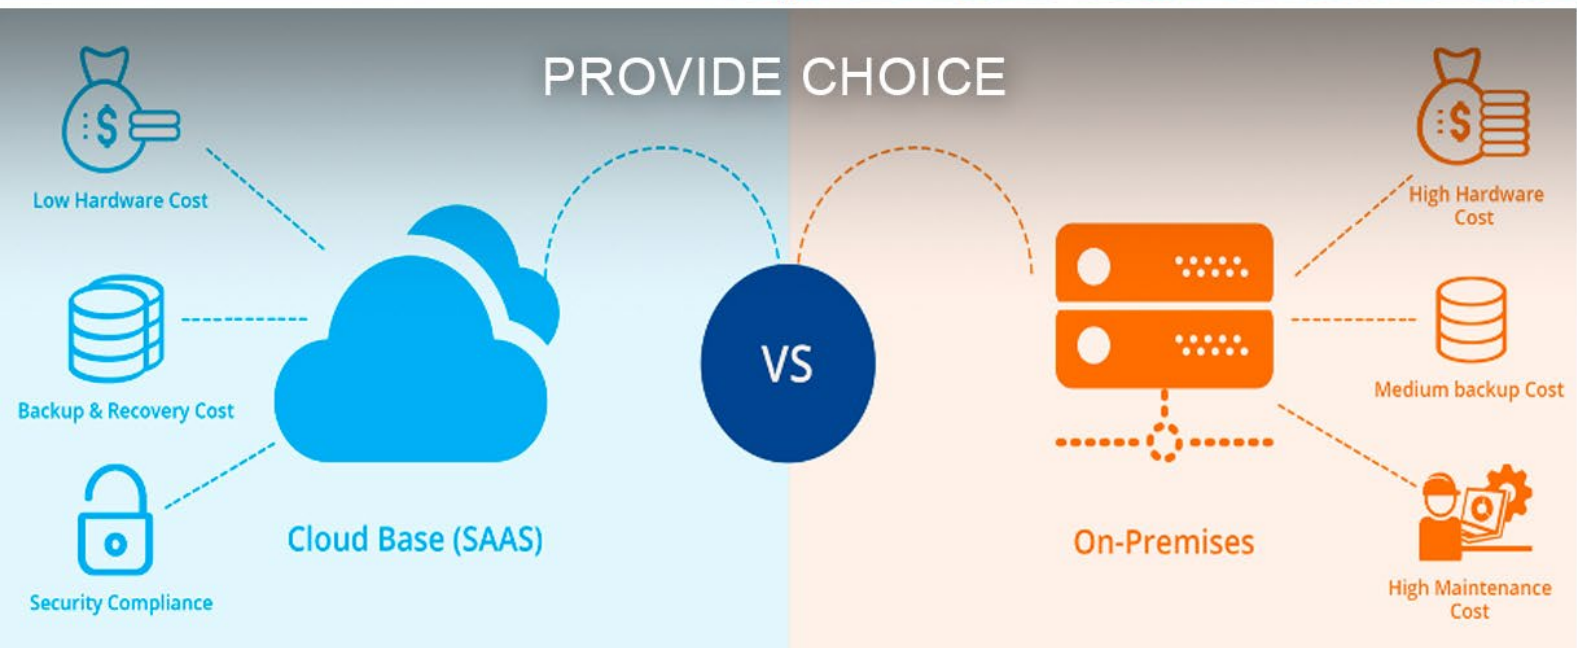 PROVIDE CHOICE
$
Low Hardware Cost
Backup & Recovery Cost
Security Compliance
Cloud Base (SAAS)
VS
On-Premises
$
High Hardware
Cost
Medium backup Cost
High Maintenance
Cost